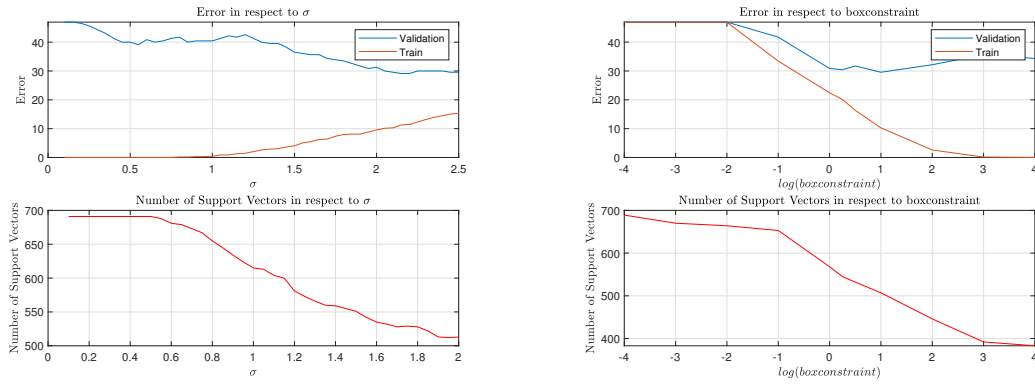 Error in respect to σ
Error
40
30
20
10
0
Validation
Train
0 0.5 1 1.5 2 2.5
σ
Error in respect to boxconstraint
Error
40
30
20
10
0
Validation
Train
-4 -3 -2 -1 0 1 2 3 4
log(boxconstraint)
Number of Support Vectors in respect to σ
Number of Support Vectors
700
650
600
550
500
0 0.2 0.4 0.6 0.8 1.0 1.2 1.4 1.6 1.8 2
σ
Number of Support Vectors in respect to boxconstraint
Number of Support Vectors
700
600
500
400
-4 -3 -2 -1 0 1 2 3 4
log(boxconstraint)